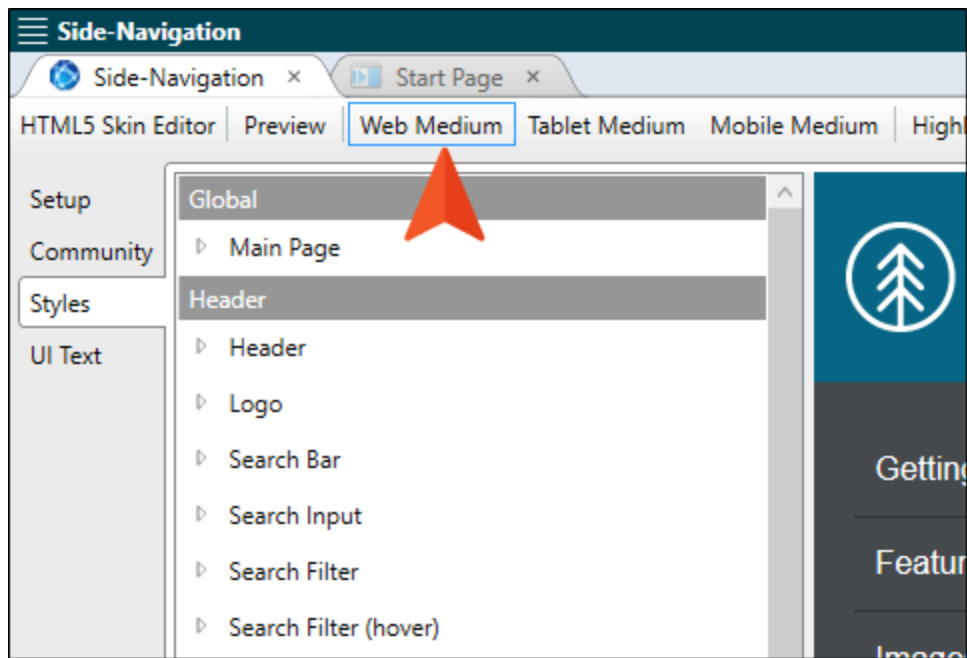 Side-Navigation
Side-Navigation × Start Page ×
HTML5 Skin Editor Preview Web Medium Tablet Medium Mobile Medium
Setup
Community
Styles
UI Text
Global
Main Page
Header
Header
Logo
Search Bar
Search Input
Search Filter
Search Filter (hover)